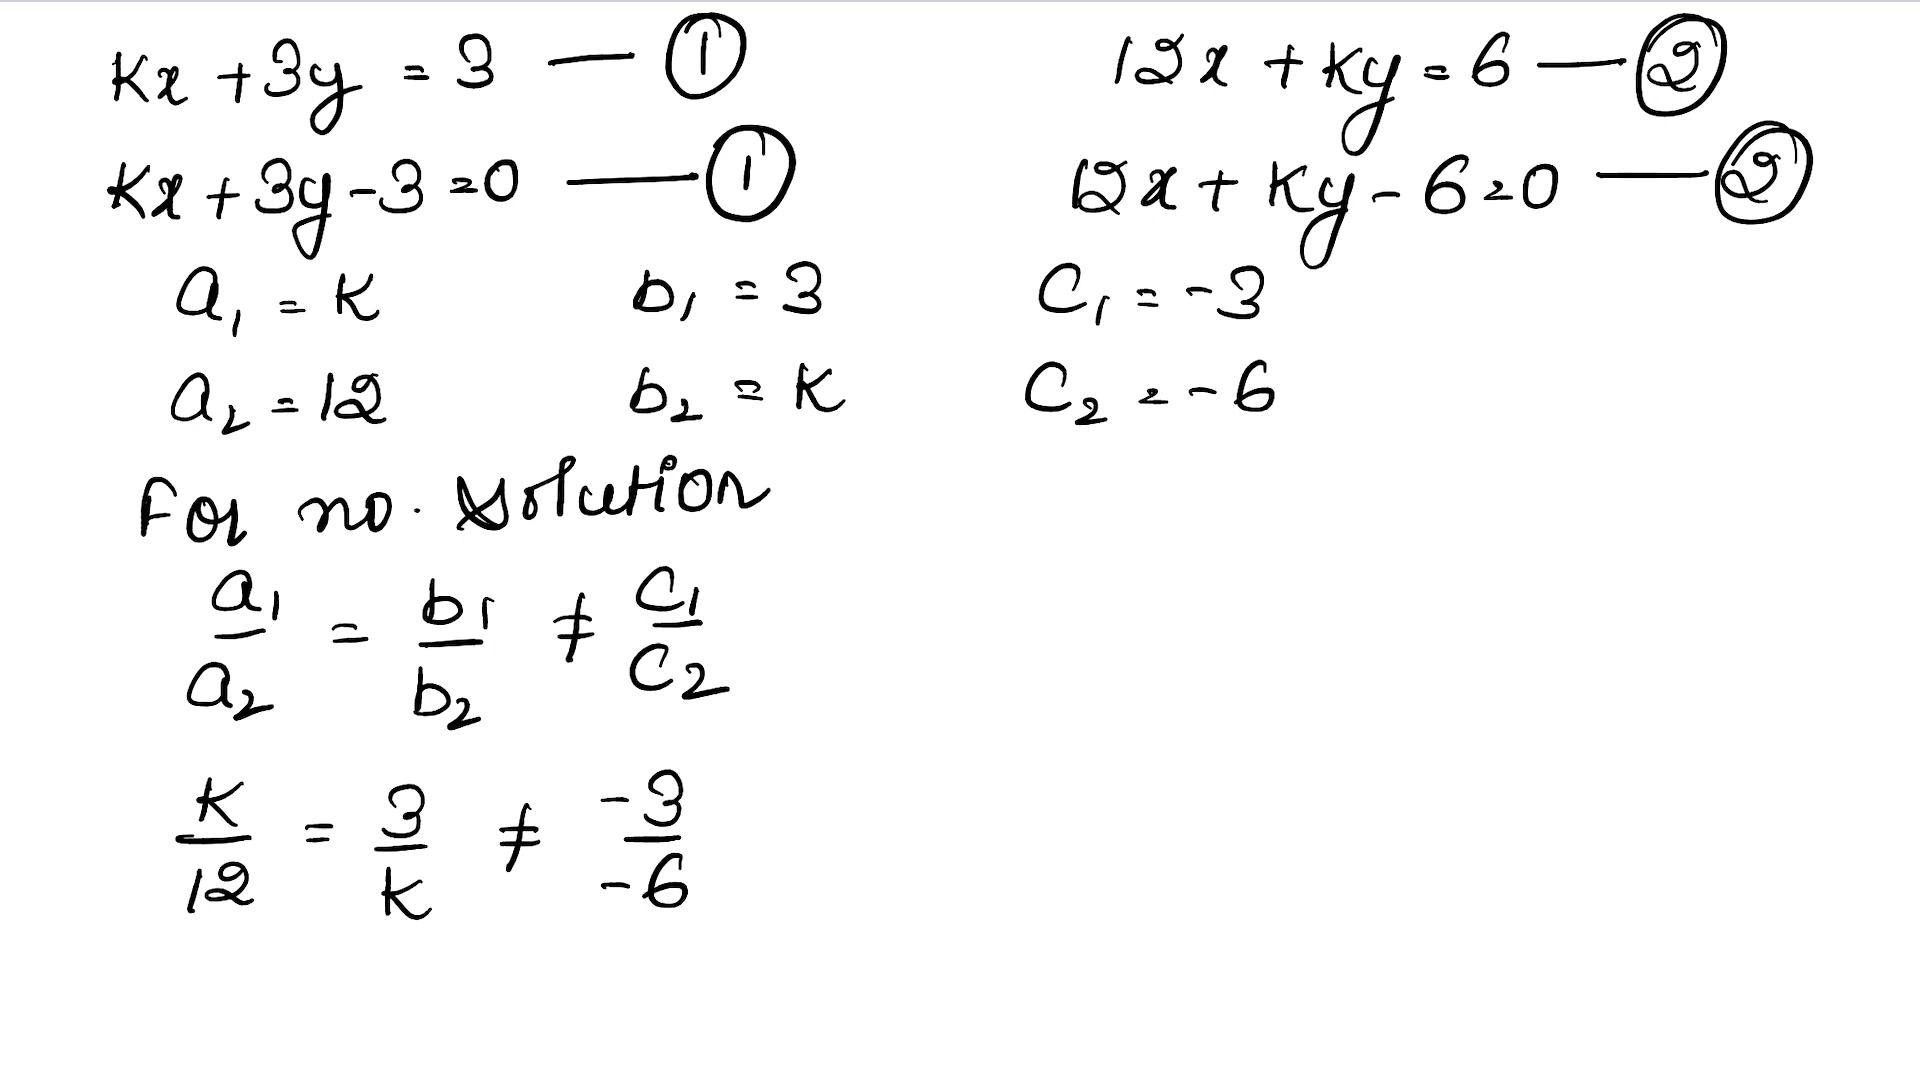 Kx + 3y = 3 — ① 12x + Ky = 6 — ②
Kx + 3y - 3 = 0 — ① 12x + Ky - 6 = 0 — ②
a₁ = K b₁ = 3 C₁ = -3
a₂ = 12 b₂ = K C₂ = -6
For no. solution
a₁/a₂ = b₁/b₂ ≠ C₁/C₂
K/12 = 3/K ≠ -3/-6